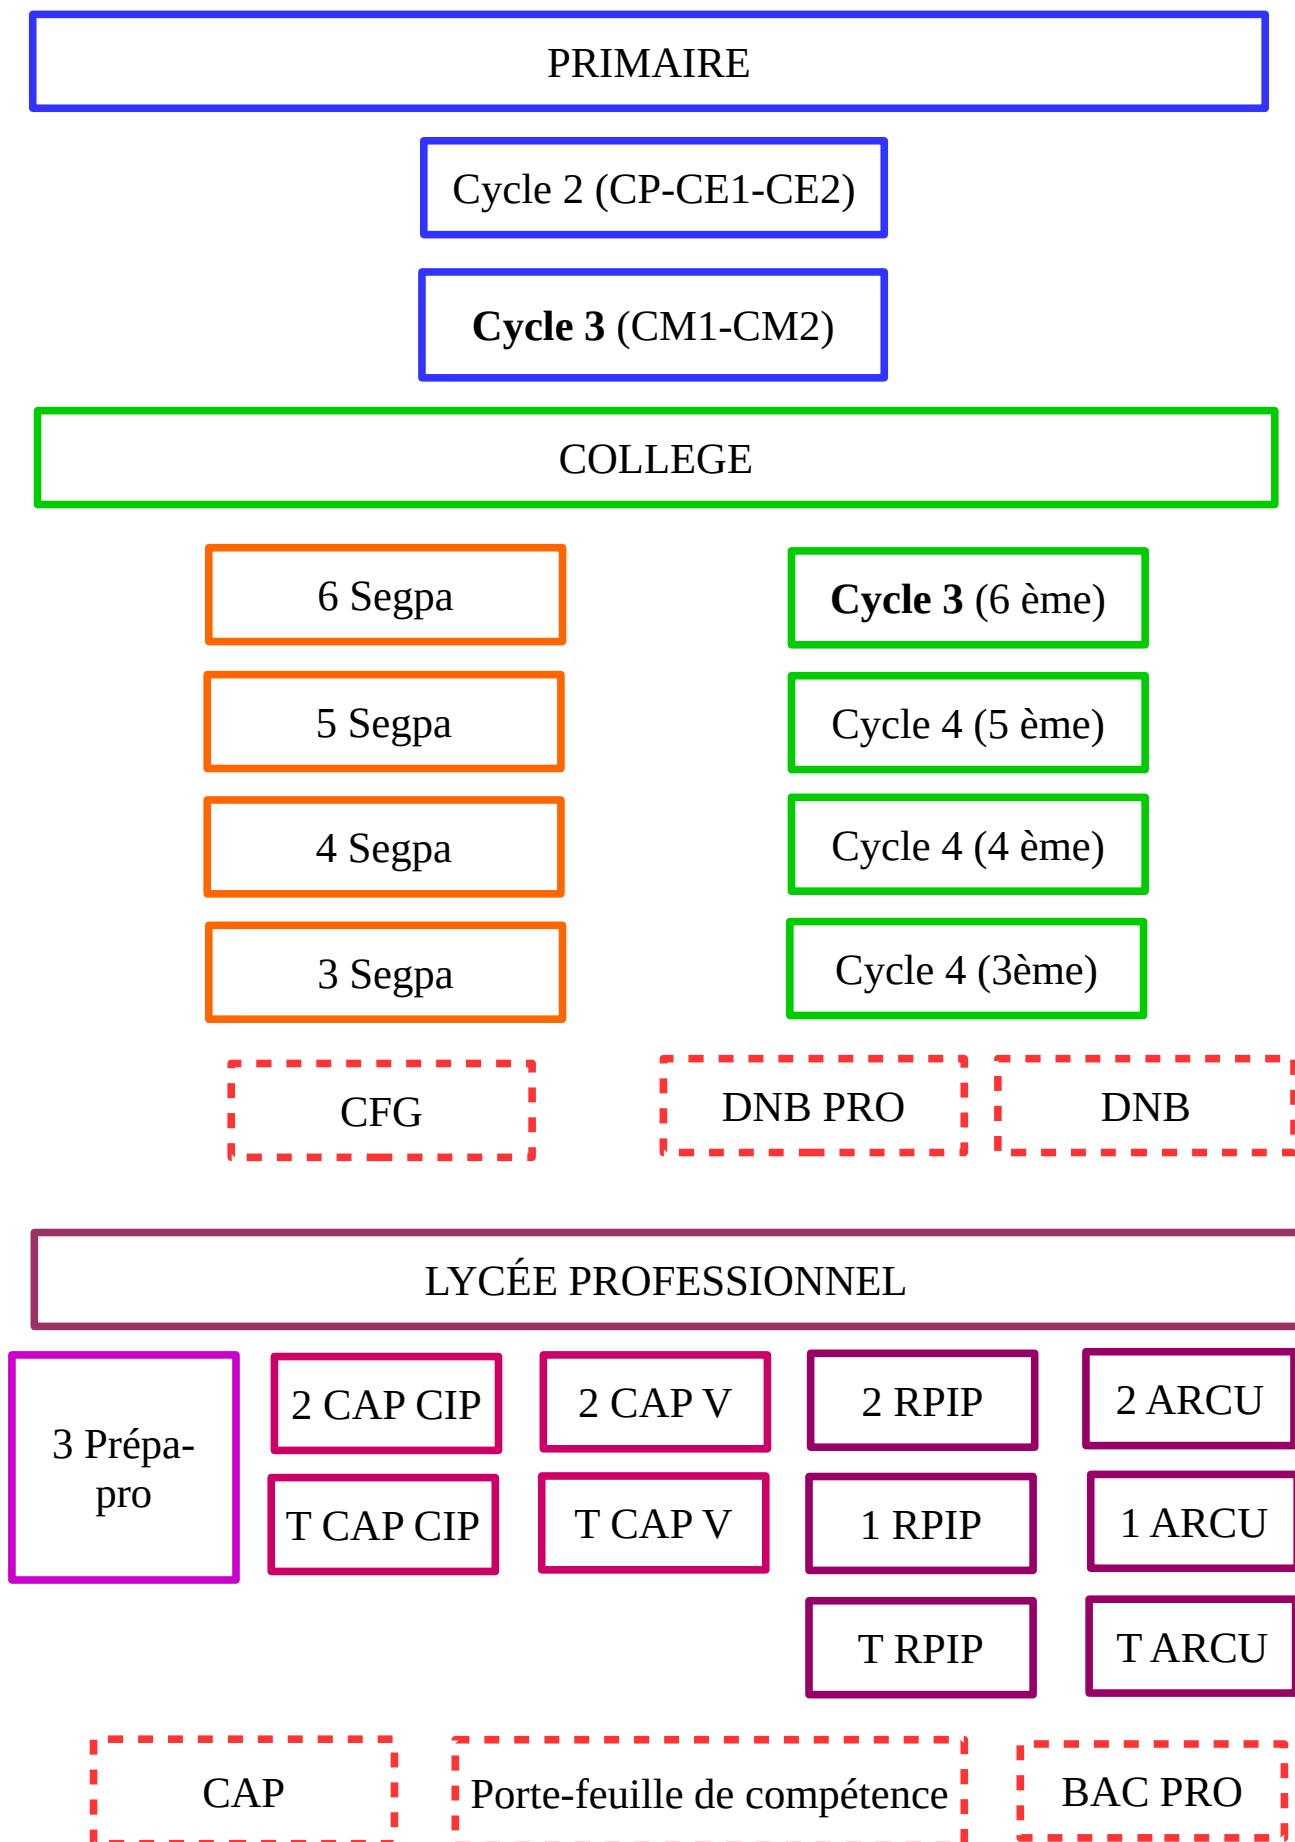 PRIMAIRE
Cycle 2 (CP-CE1-CE2)
Cycle 3 (CM1-CM2)
COLLEGE
6 Segpa
Cycle 3 (6 ème)
5 Segpa
Cycle 4 (5 ème)
4 Segpa
Cycle 4 (4 ème)
3 Segpa
Cycle 4 (3ème)
CFG
DNB PRO
DNB
LYCÉE PROFESSIONNEL
3 Prépa-
pro
2 CAP CIP
2 CAP V
2 RPIP
2 ARCU
T CAP CIP
T CAP V
1 RPIP
1 ARCU
T RPIP
T ARCU
CAP
Porte-feuille de compétence
BAC PRO